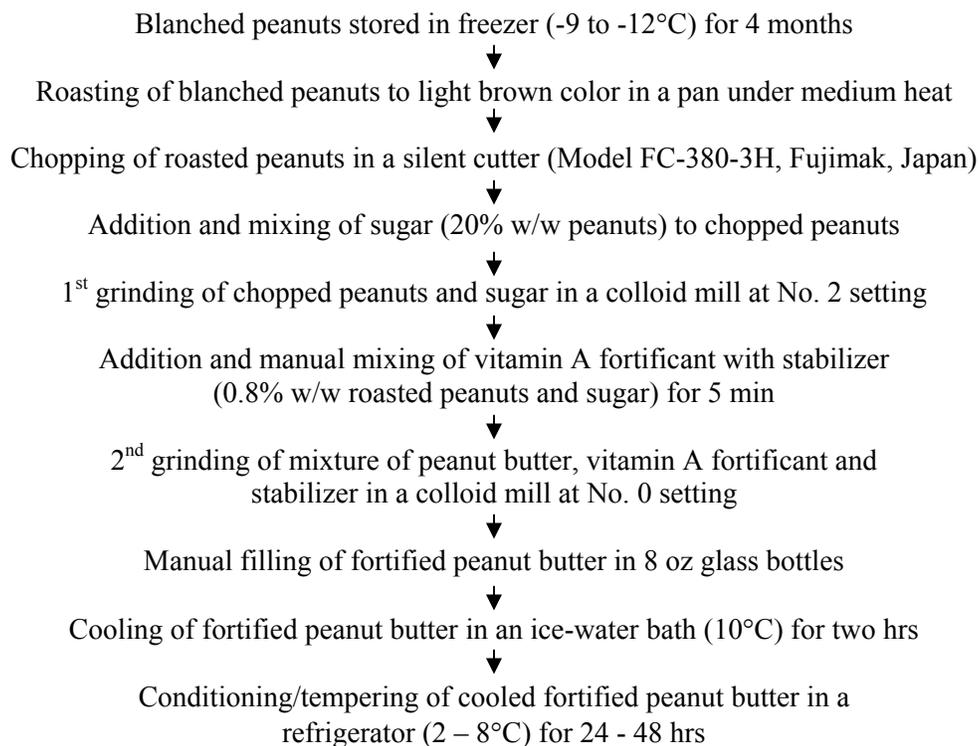 Blanched peanuts stored in freezer (-9 to -12°C) for 4 months
Roasting of blanched peanuts to light brown color in a pan under medium heat
Chopping of roasted peanuts in a silent cutter (Model FC-380-3H, Fujimak, Japan)
Addition and mixing of sugar (20% w/w peanuts) to chopped peanuts
1st grinding of chopped peanuts and sugar in a colloid mill at No. 2 setting
Addition and manual mixing of vitamin A fortificant with stabilizer
(0.8% w/w roasted peanuts and sugar) for 5 min
2nd grinding of mixture of peanut butter, vitamin A fortificant and
stabilizer in a colloid mill at No. 0 setting
Manual filling of fortified peanut butter in 8 oz glass bottles
Cooling of fortified peanut butter in an ice-water bath (10°C) for two hrs
Conditioning/tempering of cooled fortified peanut butter in a
refrigerator (2 – 8°C) for 24 - 48 hrs